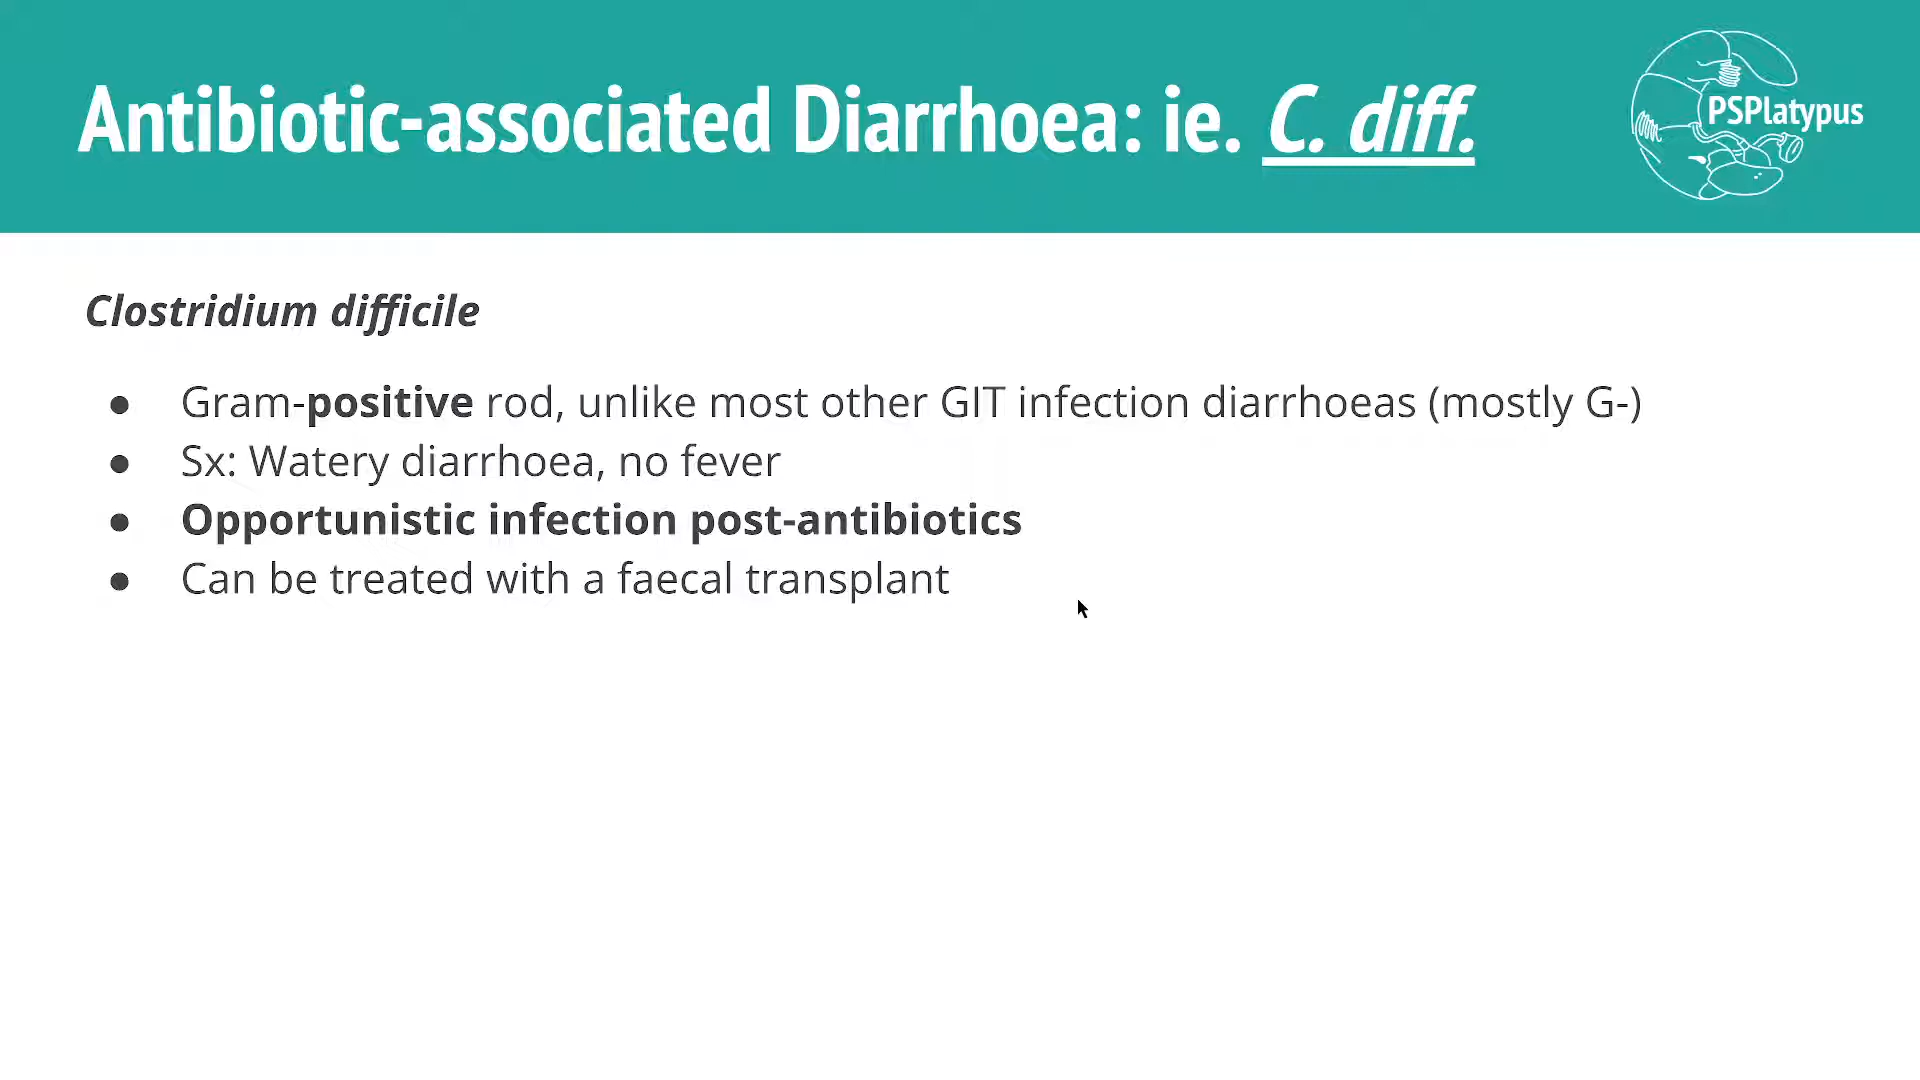 Antibiotic-associated Diarrhoea: ie. C. diff.
PSPlatypus
Clostridium difficile
● Gram-positive rod, unlike most other GIT infection diarrhoeas (mostly G-)
● Sx: Watery diarrhoea, no fever
● Opportunistic infection post-antibiotics
● Can be treated with a faecal transplant